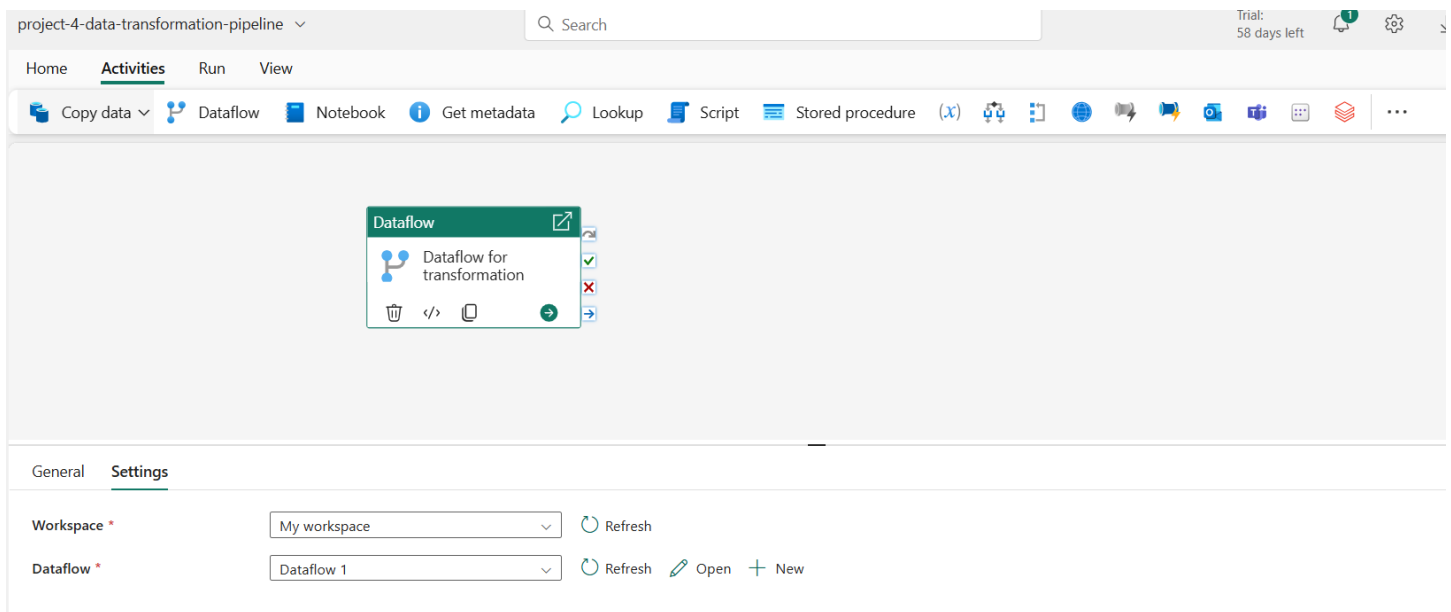 project-4-data-transformation-pipeline
Search
Trial:
58 days left
1
Home Activities Run View
Copy data Dataflow Notebook Get metadata Lookup Script Stored procedure (x) ...
Dataflow
Dataflow for
transformation
General Settings
Workspace * My workspace Refresh
Dataflow * Dataflow 1 Refresh Open New